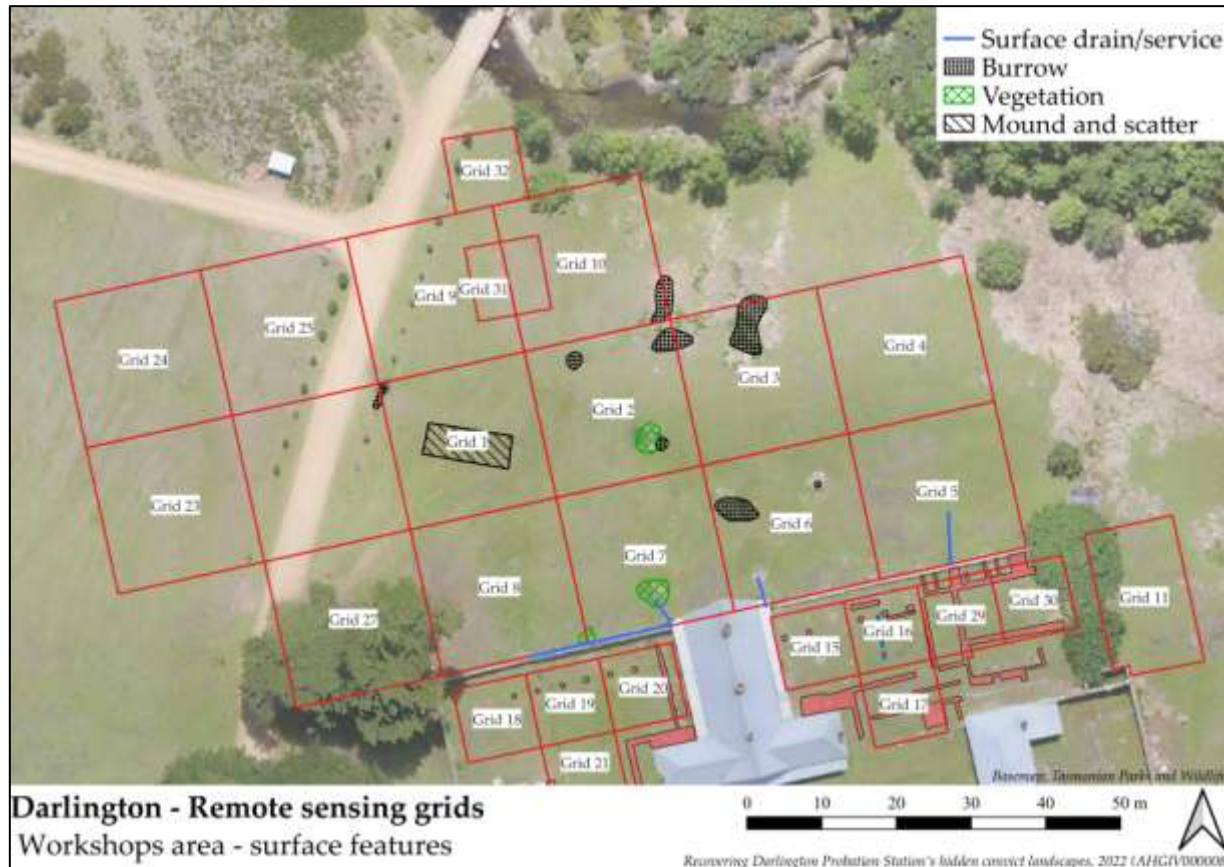 Surface drain/service
Burrow
Vegetation
Mound and scatter
Grid 32
Grid 10
Grid 31
Grid 9
Grid 25
Grid 24
Grid 4
Grid 3
Grid 2
Grid 1
Grid 23
Grid 5
Grid 6
Grid 7
Grid 8
Grid 27
Grid 11
Grid 30
Grid 29
Grid 16
Grid 15
Grid 17
Grid 20
Grid 19
Grid 18
Grid 21
Basemap: Tasmanian Parks and Wildlife
Darlington - Remote sensing grids
Workshops area - surface features
0 10 20 30 40 50 m
Recovering Darlington Probation Station's hidden convict landscapes, 2022